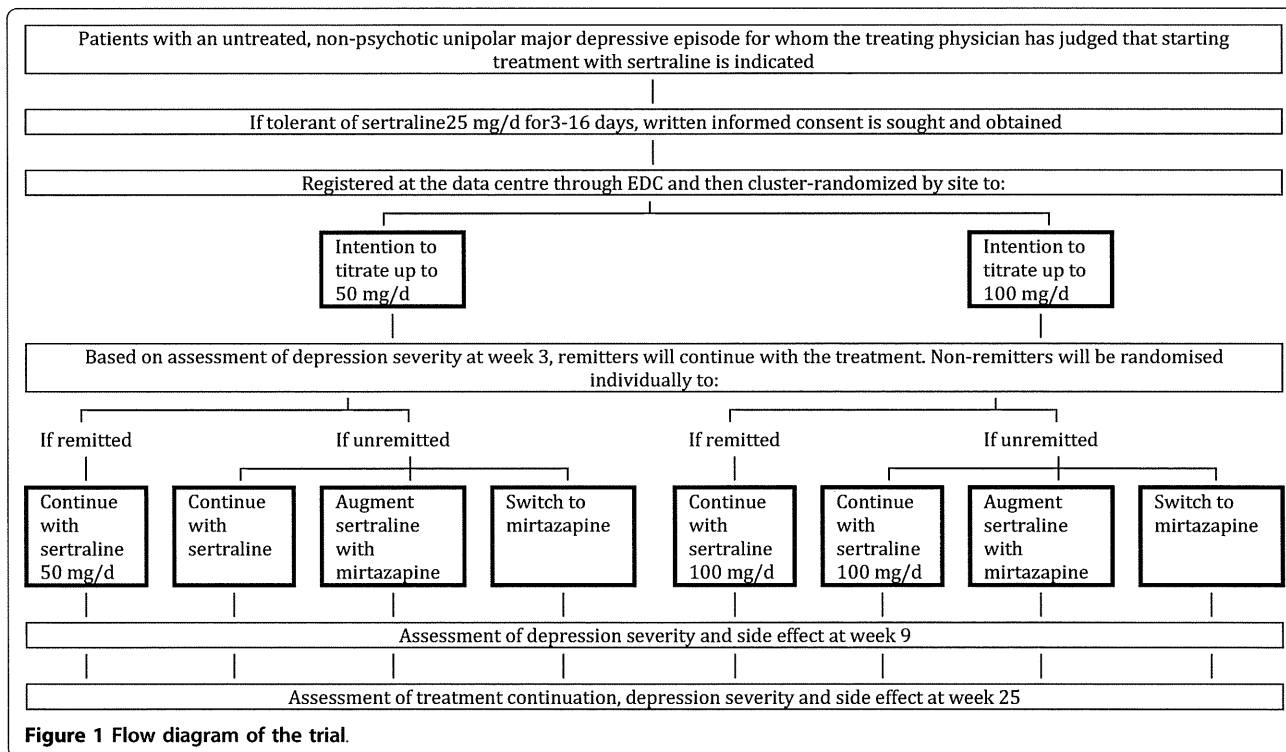 Patients with an untreated, non-psychotic unipolar major depressive episode for whom the treating physician has judged that starting
treatment with sertraline is indicated
If tolerant of sertraline25 mg/d for3-16 days, written informed consent is sought and obtained
Registered at the data centre through EDC and then cluster-randomized by site to:
Intention to
titrate up to
50 mg/d
Intention to
titrate up to
100 mg/d
Based on assessment of depression severity at week 3, remitters will continue with the treatment. Non-remitters will be randomised
individually to:
If remitted
If unremitted
If remitted
If unremitted
Continue
with
sertraline
50 mg/d
Continue
with
sertraline
Augment
sertraline
with
mirtazapine
Switch to
mirtazapine
Continue
with
sertraline
100 mg/d
Continue
with
sertraline
100 mg/d
Augment
sertraline
with
mirtazapine
Switch to
mirtazapine
Assessment of depression severity and side effect at week 9
Assessment of treatment continuation, depression severity and side effect at week 25
Figure 1 Flow diagram of the trial.